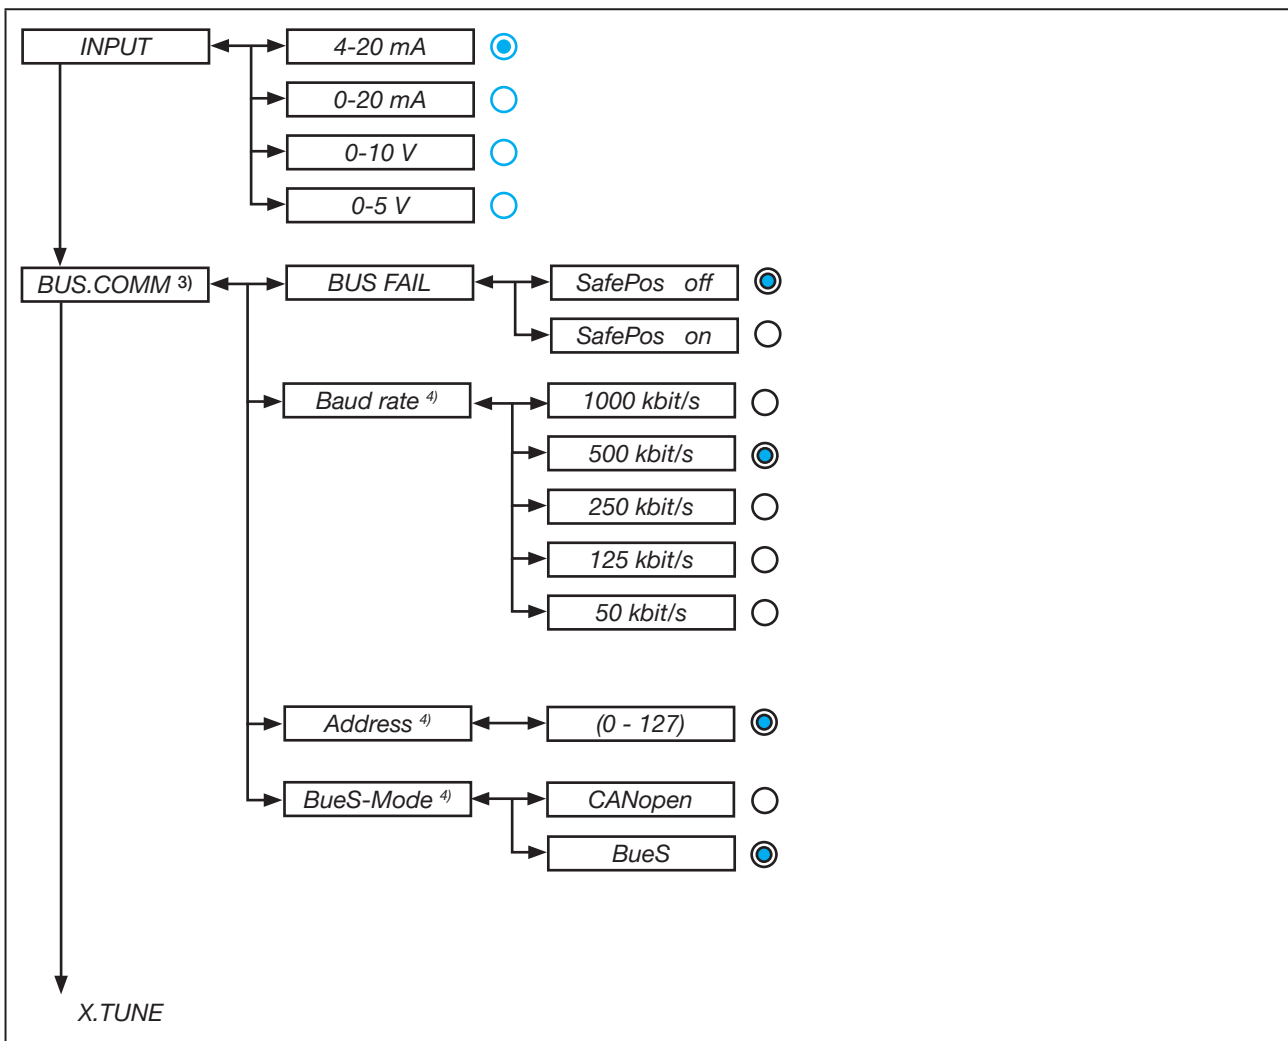 INPUT
4-20 mA
0-20 mA
0-10 V
0-5 V
BUS.COMM 3)
BUS FAIL
SafePos off
SafePos on
Baud rate 4)
1000 kbit/s
500 kbit/s
250 kbit/s
125 kbit/s
50 kbit/s
Address 4)
(0 - 127)
BueS-Mode 4)
CANopen
BueS
X.TUNE